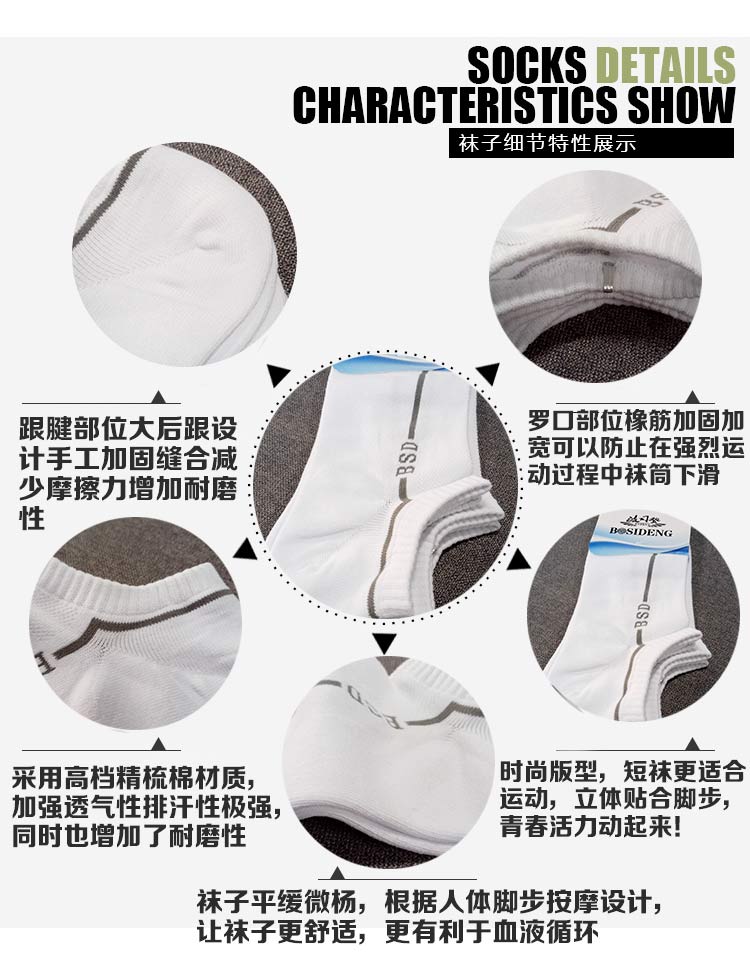 SOCKS DETAILS
CHARACTERISTICS SHOW
袜子细节特性展示
跟腱部位大后跟设
计手工加固缝合减
少摩擦力增加耐磨
性
罗口部位橡筋加固加
宽可以防止在强烈运
动过程中袜筒下滑
BSD
BOSIDENG
BSD
BSD
采用高档精梳棉材质，
加强透气性排汗性极强，
同时也增加了耐磨性
时尚版型，短袜更适合
运动，立体贴合脚步，
青春活力动起来！
袜子平缓微杨，根据人体脚步按摩设计，
让袜子更舒适，更有利于血液循环